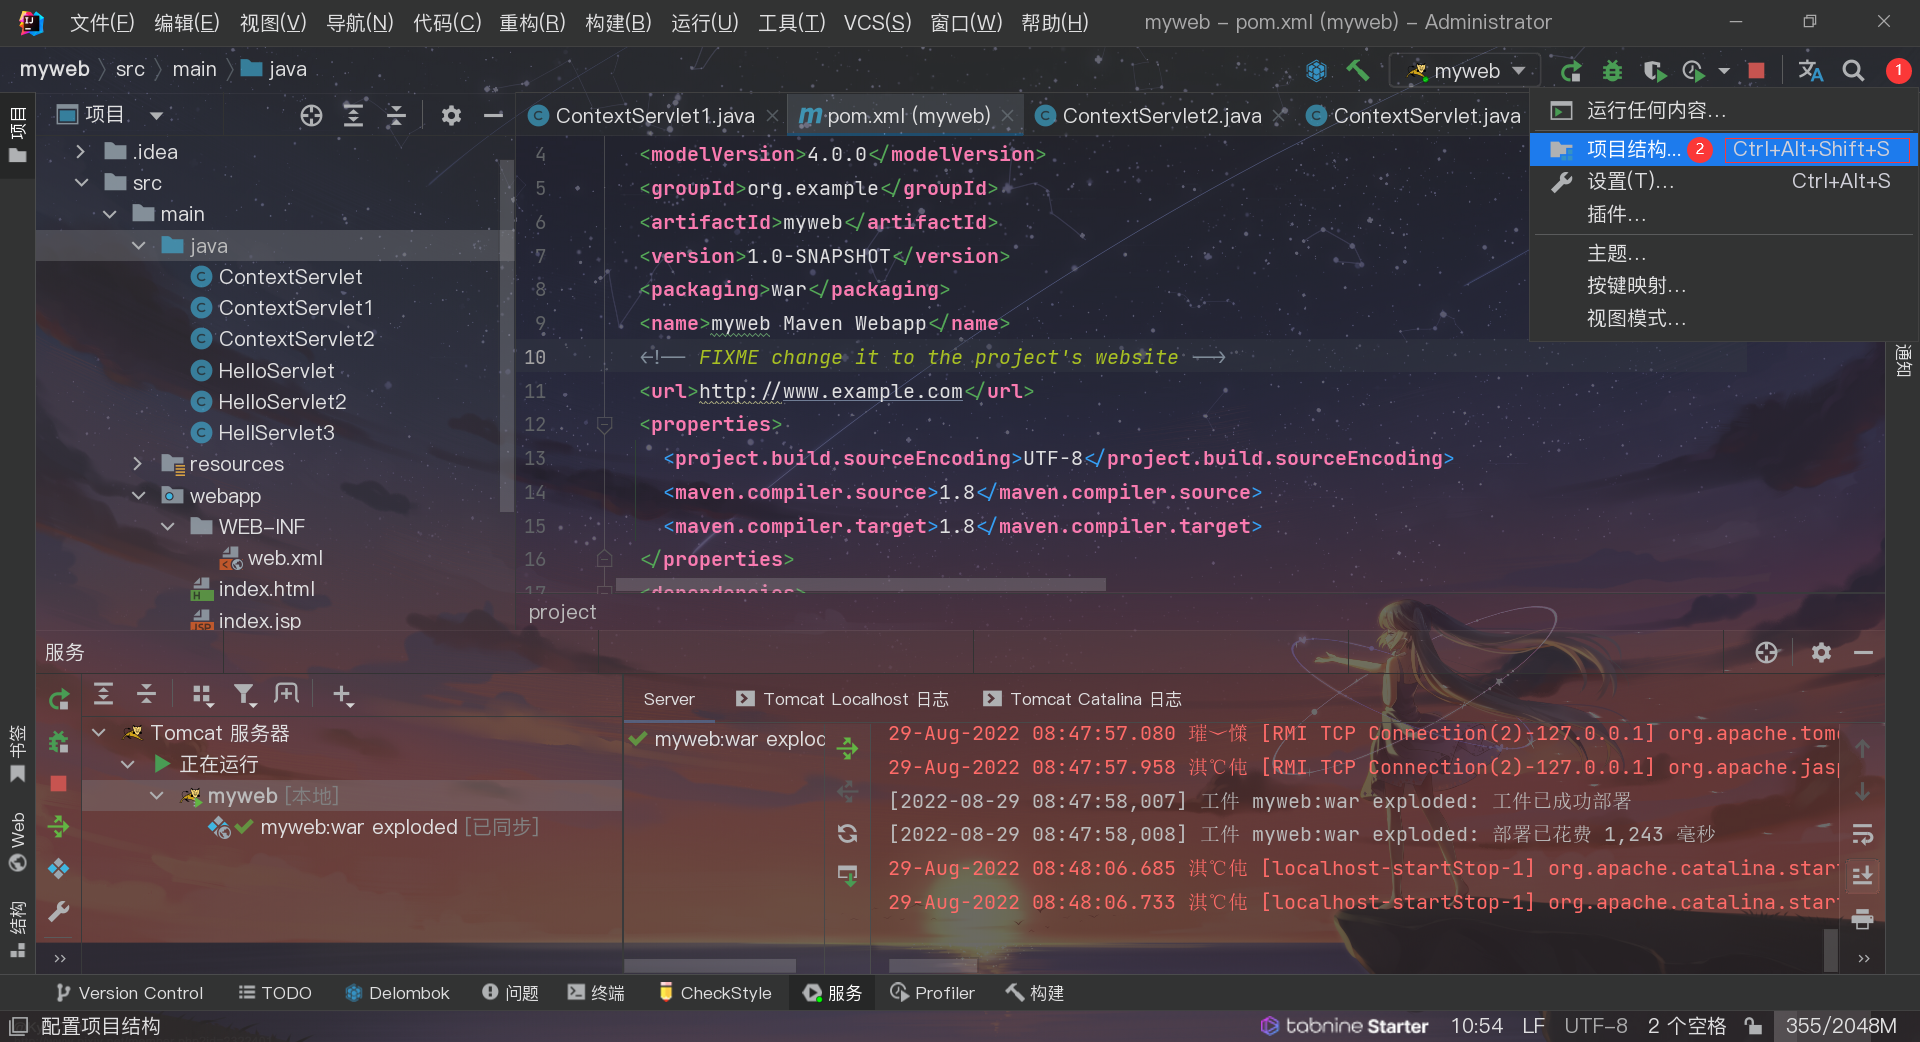 文件(F) 编辑(E) 视图(V) 导航(N) 代码(C) 重构(R) 构建(B) 运行(U) 工具(T) VCS(S) 窗口(W) 帮助(H) myweb – pom.xml (myweb) – Administrator
myweb src main java myweb 1
项目 ContextServlet1.java pom.xml (myweb) ContextServlet2.java ContextServlet.java
运行任何内容...
项目结构... 2 Ctrl+Alt+Shift+S
设置(T)... Ctrl+Alt+S
插件...
主题...
按键映射...
视图模式...
项目
.idea
src
main
java
ContextServlet
ContextServlet1
ContextServlet2
HelloServlet
HelloServlet2
HellServlet3
resources
webapp
WEB-INF
web.xml
index.html
index.jsp
4 <modelVersion>4.0.0</modelVersion>
5 <groupId>org.example</groupId>
6 <artifactId>myweb</artifactId>
7 <version>1.0-SNAPSHOT</version>
8 <packaging>war</packaging>
9 <name>myweb Maven Webapp</name>
10 <!-- FIXME change it to the project's website -->
11 <url>http://www.example.com</url>
12 <properties>
13 <project.build.sourceEncoding>UTF-8</project.build.sourceEncoding>
14 <maven.compiler.source>1.8</maven.compiler.source>
15 <maven.compiler.target>1.8</maven.compiler.target>
16 </properties>
17 <dependencies>
project
通知
服务
Server Tomcat Localhost 日志 Tomcat Catalina 日志
Tomcat 服务器
正在运行
myweb [本地]
myweb:war exploded [已同步]
myweb:war explod
29-Aug-2022 08:47:57.080 [RMI TCP Connection(2)-127.0.0.1] org.apache.tom
29-Aug-2022 08:47:57.958 淇℃伅 [RMI TCP Connection(2)-127.0.0.1] org.apache.jasp
[2022-08-29 08:47:58,007] 工件 myweb:war exploded: 工件已成功部署
[2022-08-29 08:47:58,008] 工件 myweb:war exploded: 部署已花费 1,243 毫秒
29-Aug-2022 08:48:06.685 淇℃伅 [localhost-startStop-1] org.apache.catalina.star
29-Aug-2022 08:48:06.733 淇℃伅 [localhost-startStop-1] org.apache.catalina.star
书签
Web
结构
Version Control TODO Delombok 问题 终端 CheckStyle 服务 Profiler 构建
配置项目结构 tabnine Starter 10:54 LF UTF-8 2 个空格 355/2048M